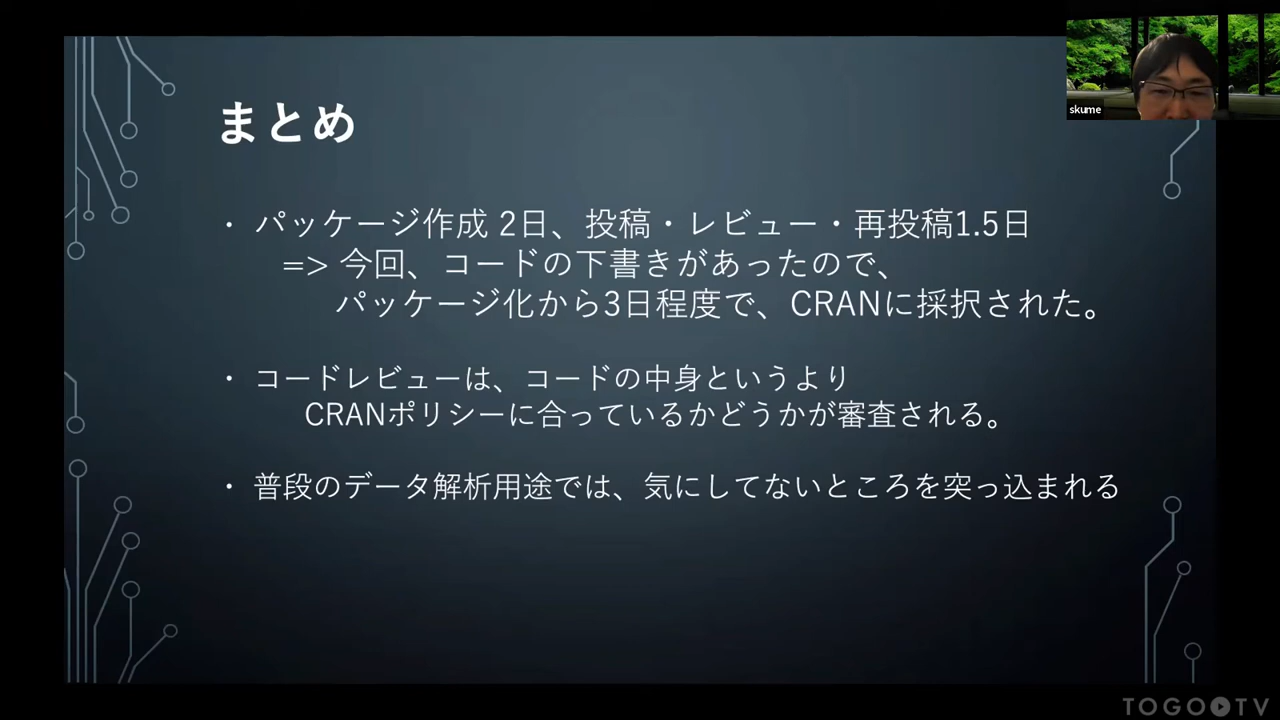 まとめ
・ パッケージ作成 2日、投稿・レビュー・再投稿1.5日
=> 今回、コードの下書きがあったので、
パッケージ化から3日程度で、CRANに採択された。
・ コードレビューは、コードの中身というより
CRANポリシーに合っているかどうかが審査される。
・ 普段のデータ解析用途では、気にしてないところを突っ込まれる
skume
TOGO TV